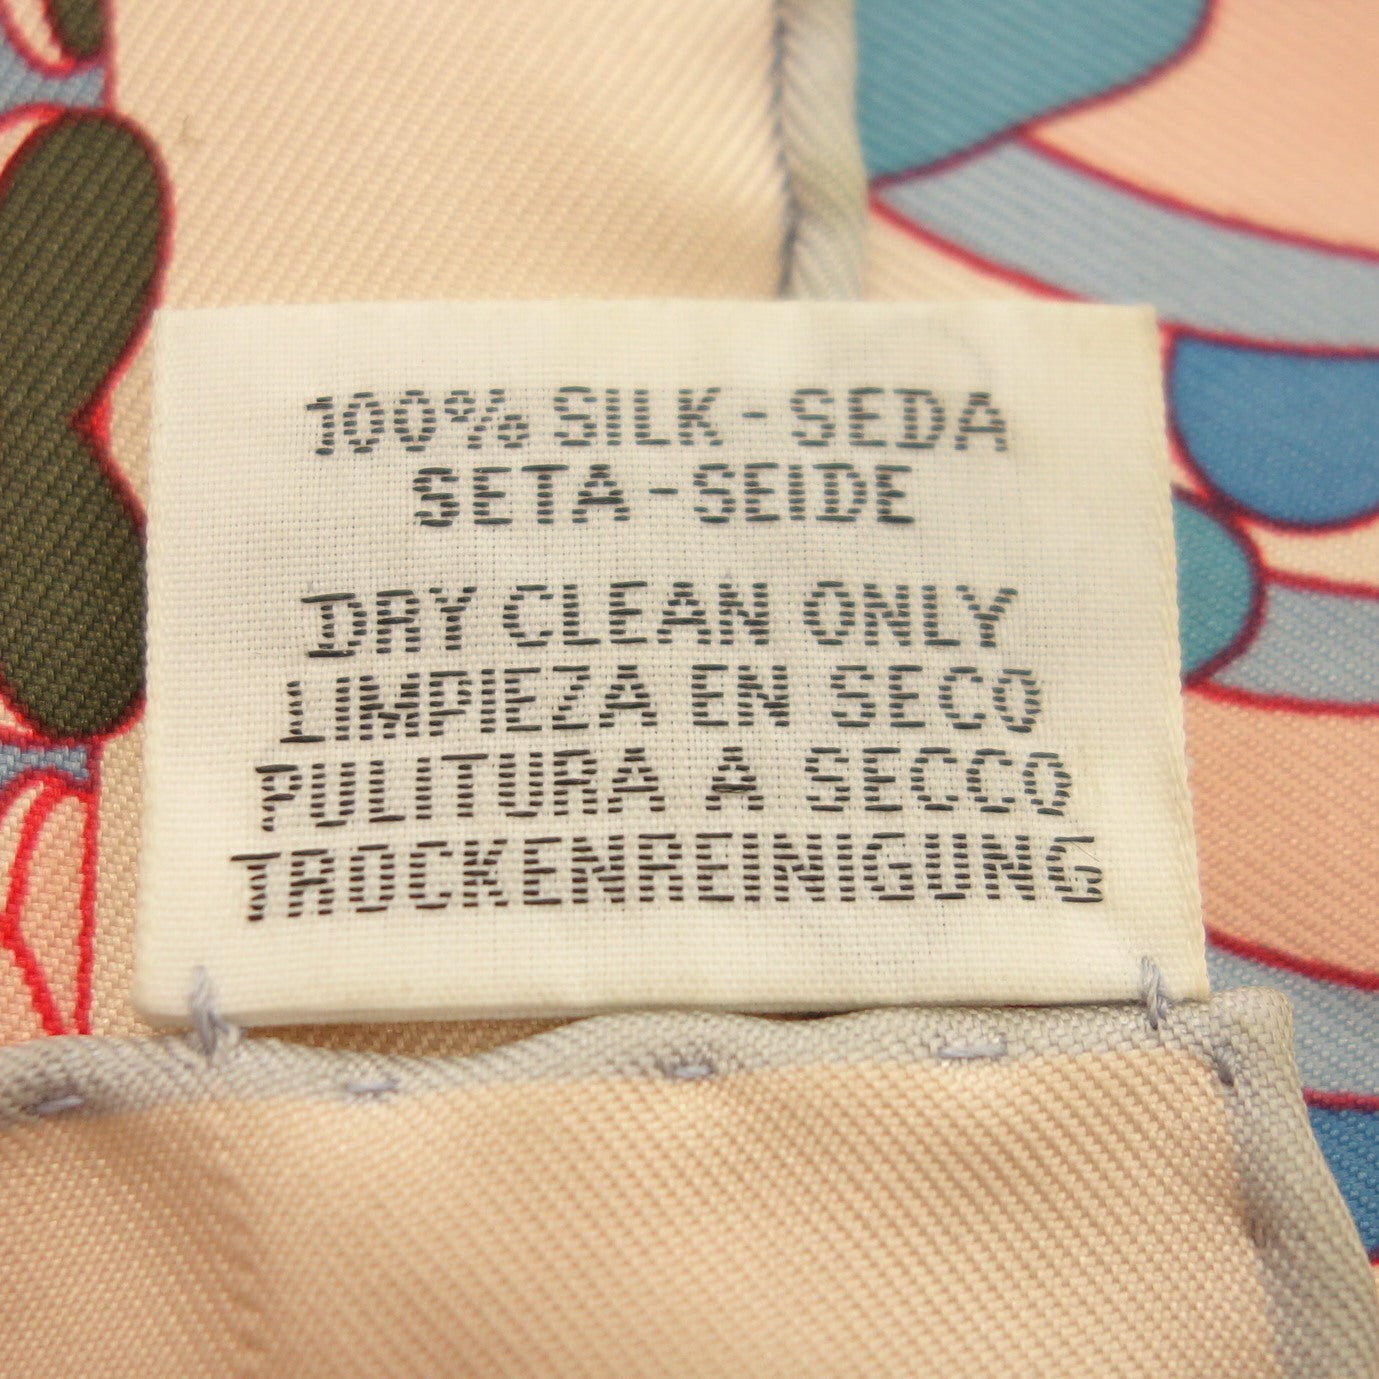 100% SILK - SEDA
SETA - SEIDE
DRY CLEAN ONLY
LIMPIEZA EN SECO
PULITURA A SECCO
TROCKENREINIGUNG